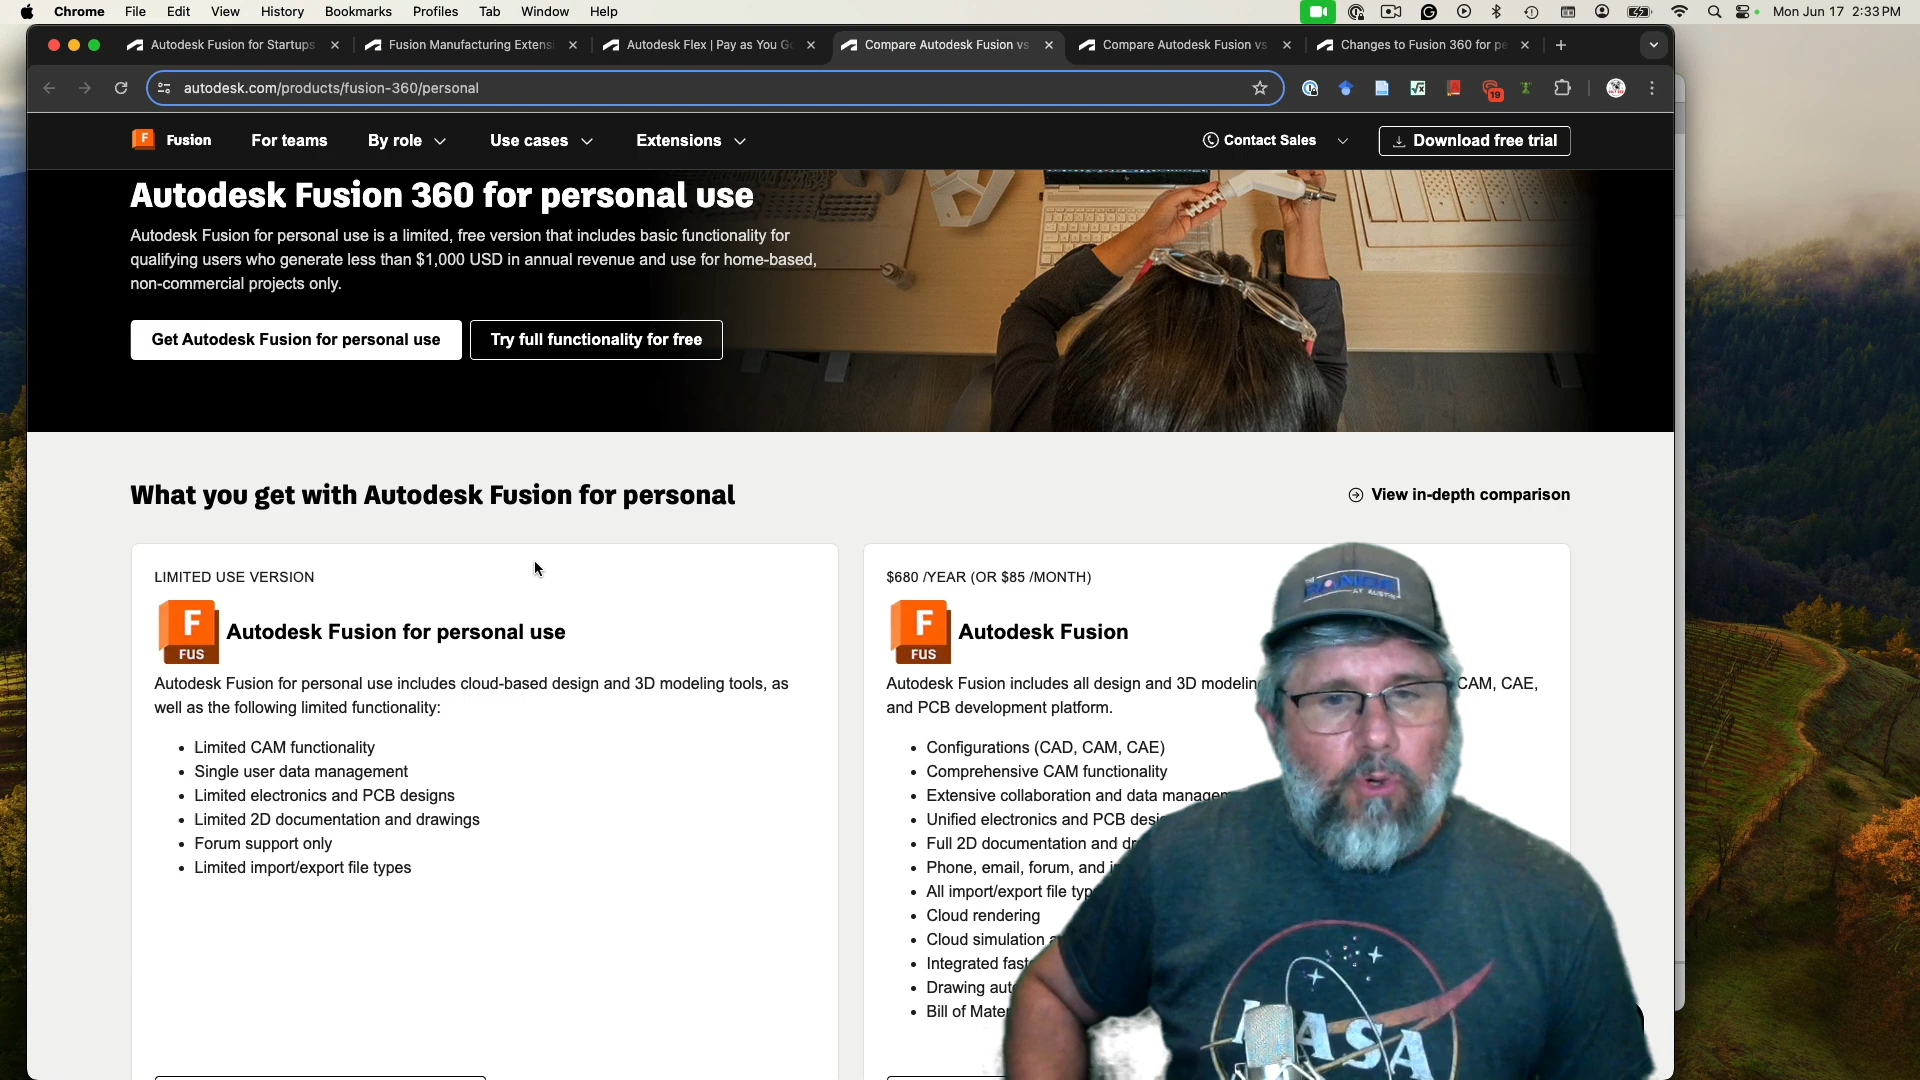 Chrome File Edit View History Bookmarks Profiles Tab Window Help Mon Jun 17 2:33 PM
Autodesk Fusion for Startups Fusion Manufacturing Extensi Autodesk Flex | Pay as You G Compare Autodesk Fusion vs Compare Autodesk Fusion vs Changes to Fusion 360 for pe
autodesk.com/products/fusion-360/personal
19
F Fusion For teams By role Use cases Extensions Contact Sales Download free trial
Autodesk Fusion 360 for personal use
Autodesk Fusion for personal use is a limited, free version that includes basic functionality for
qualifying users who generate less than $1,000 USD in annual revenue and use for home-based,
non-commercial projects only.
Get Autodesk Fusion for personal use Try full functionality for free
What you get with Autodesk Fusion for personal View in-depth comparison
LIMITED USE VERSION
F
FUS
Autodesk Fusion for personal use
Autodesk Fusion for personal use includes cloud-based design and 3D modeling tools, as
well as the following limited functionality:
• Limited CAM functionality
• Single user data management
• Limited electronics and PCB designs
• Limited 2D documentation and drawings
• Forum support only
• Limited import/export file types
$680 /YEAR (OR $85 /MONTH)
F
FUS
Autodesk Fusion
Autodesk Fusion includes all design and 3D modelin CAM, CAE,
and PCB development platform.
• Configurations (CAD, CAM, CAE)
• Comprehensive CAM functionality
• Extensive collaboration and data managem
• Unified electronics and PCB desi
• Full 2D documentation and dr
• Phone, email, forum, and
• All import/export file typ
• Cloud rendering
• Cloud simulation
• Integrated fast
• Drawing aut
• Bill of Mater
AT AUSTIN
NASA